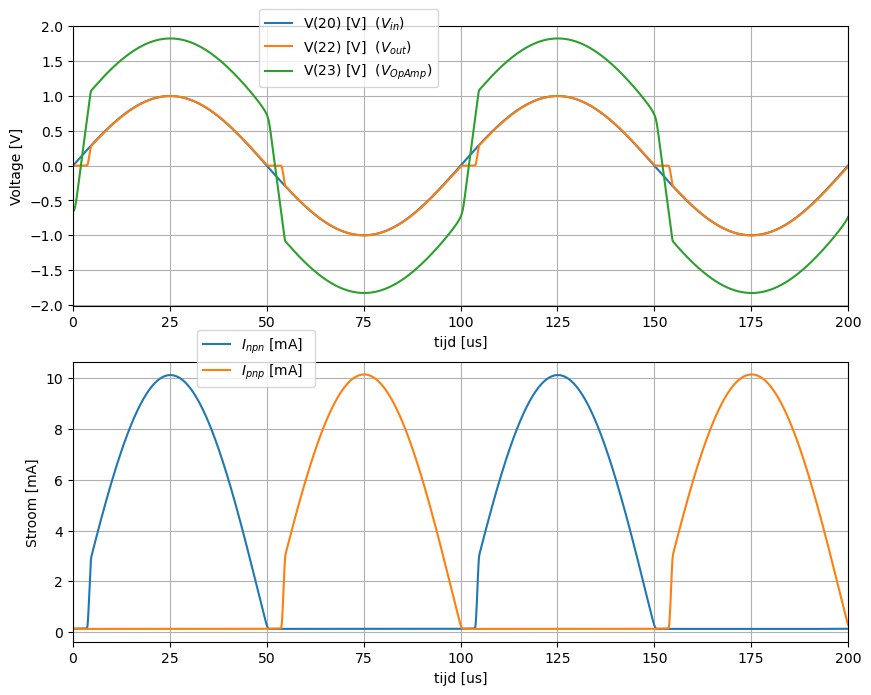 V(20) [V] (V_in)
V(22) [V] (V_out)
V(23) [V] (V_OpAmp)
Voltage [V]
2.0
1.5
1.0
0.5
0.0
−0.5
−1.0
−1.5
−2.0
0 25 50 75 100 125 150 175 200
tijd [us]
I_npn [mA]
I_pnp [mA]
Stroom [mA]
10
8
6
4
2
0
0 25 50 75 100 125 150 175 200
tijd [us]